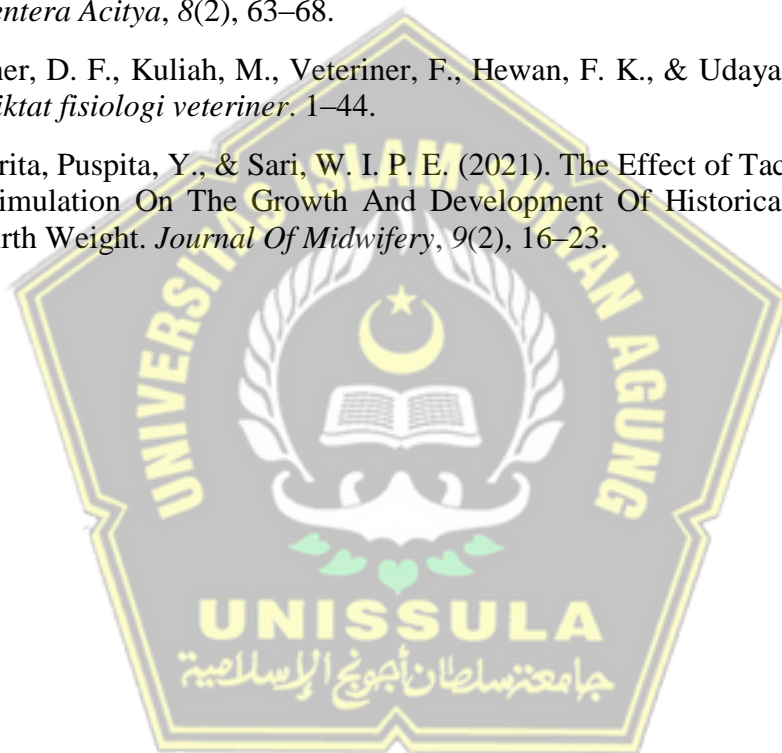 entera Acitya, 8(2), 63–68.
ner, D. F., Kuliah, M., Veteriner, F., Hewan, F. K., & Udaya
iktat fisiologi veteriner. 1–44.
rita, Puspita, Y., & Sari, W. I. P. E. (2021). The Effect of Tac
imulation On The Growth And Development Of Historica
rth Weight. Journal Of Midwifery, 9(2), 16–23.
UNIVERSITAS ISLAM SULTAN AGUNG
UNISSULA
جامعة سلطان أجونج الإسلامية